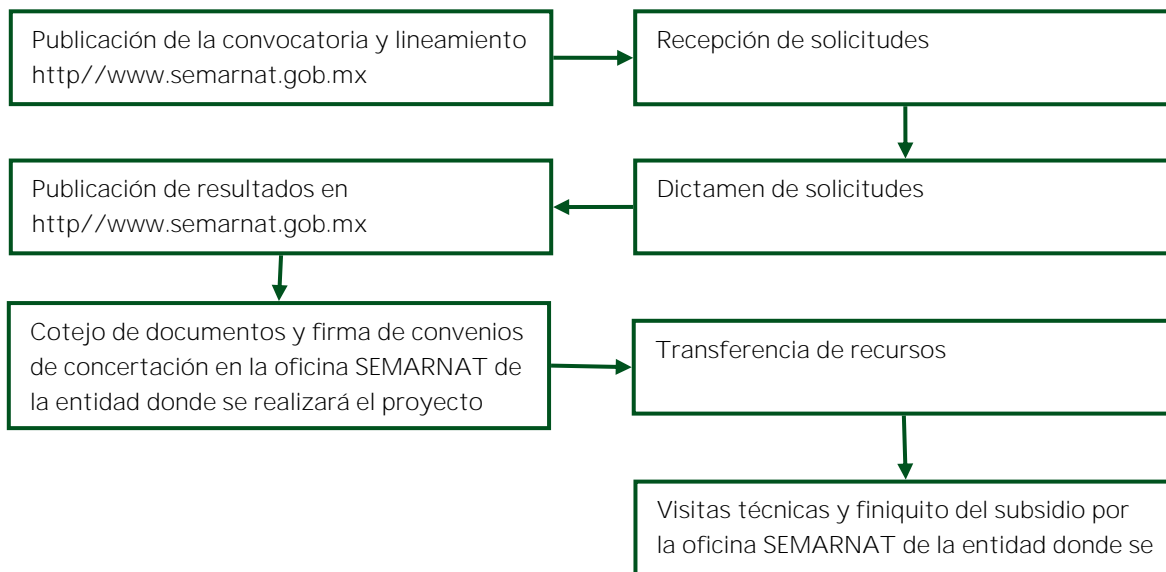 Publicación de la convocatoria y lineamiento
http//www.semarnat.gob.mx
Recepción de solicitudes
Dictamen de solicitudes
Publicación de resultados en
http//www.semarnat.gob.mx
Cotejo de documentos y firma de convenios
de concertación en la oficina SEMARNAT de
la entidad donde se realizará el proyecto
Transferencia de recursos
Visitas técnicas y finiquito del subsidio por
la oficina SEMARNAT de la entidad donde se